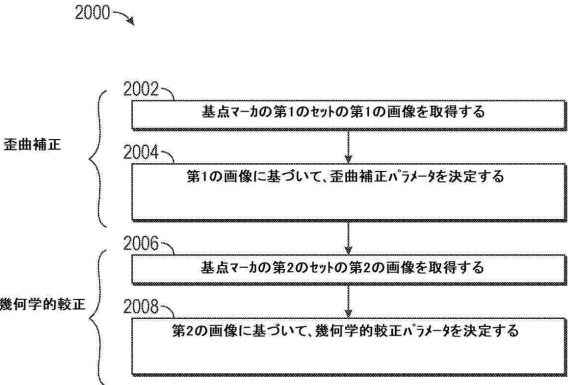 2000
2002
基点マーカの第1のセットの第1の画像を取得する
歪曲補正
2004
第1の画像に基づいて、歪曲補正パラメータを決定する
2006
基点マーカの第2のセットの第2の画像を取得する
幾何学的較正
2008
第2の画像に基づいて、幾何学的較正パラメータを決定する